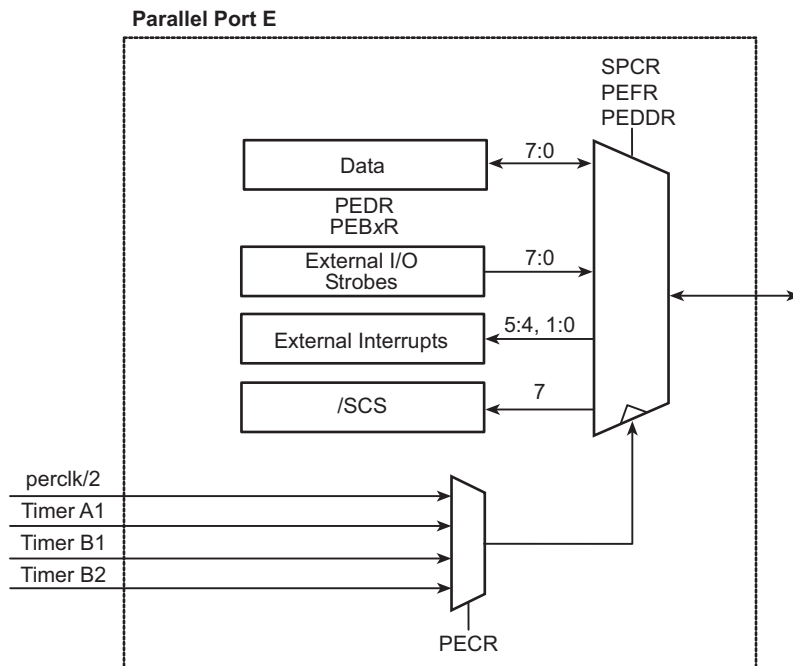 Parallel Port E
SPCR
PEFR
PEDDR
Data
7:0
PEDR
PEBxR
External I/O
Strobes
7:0
External Interrupts
5:4, 1:0
/SCS
7
perclk/2
Timer A1
Timer B1
Timer B2
PECR